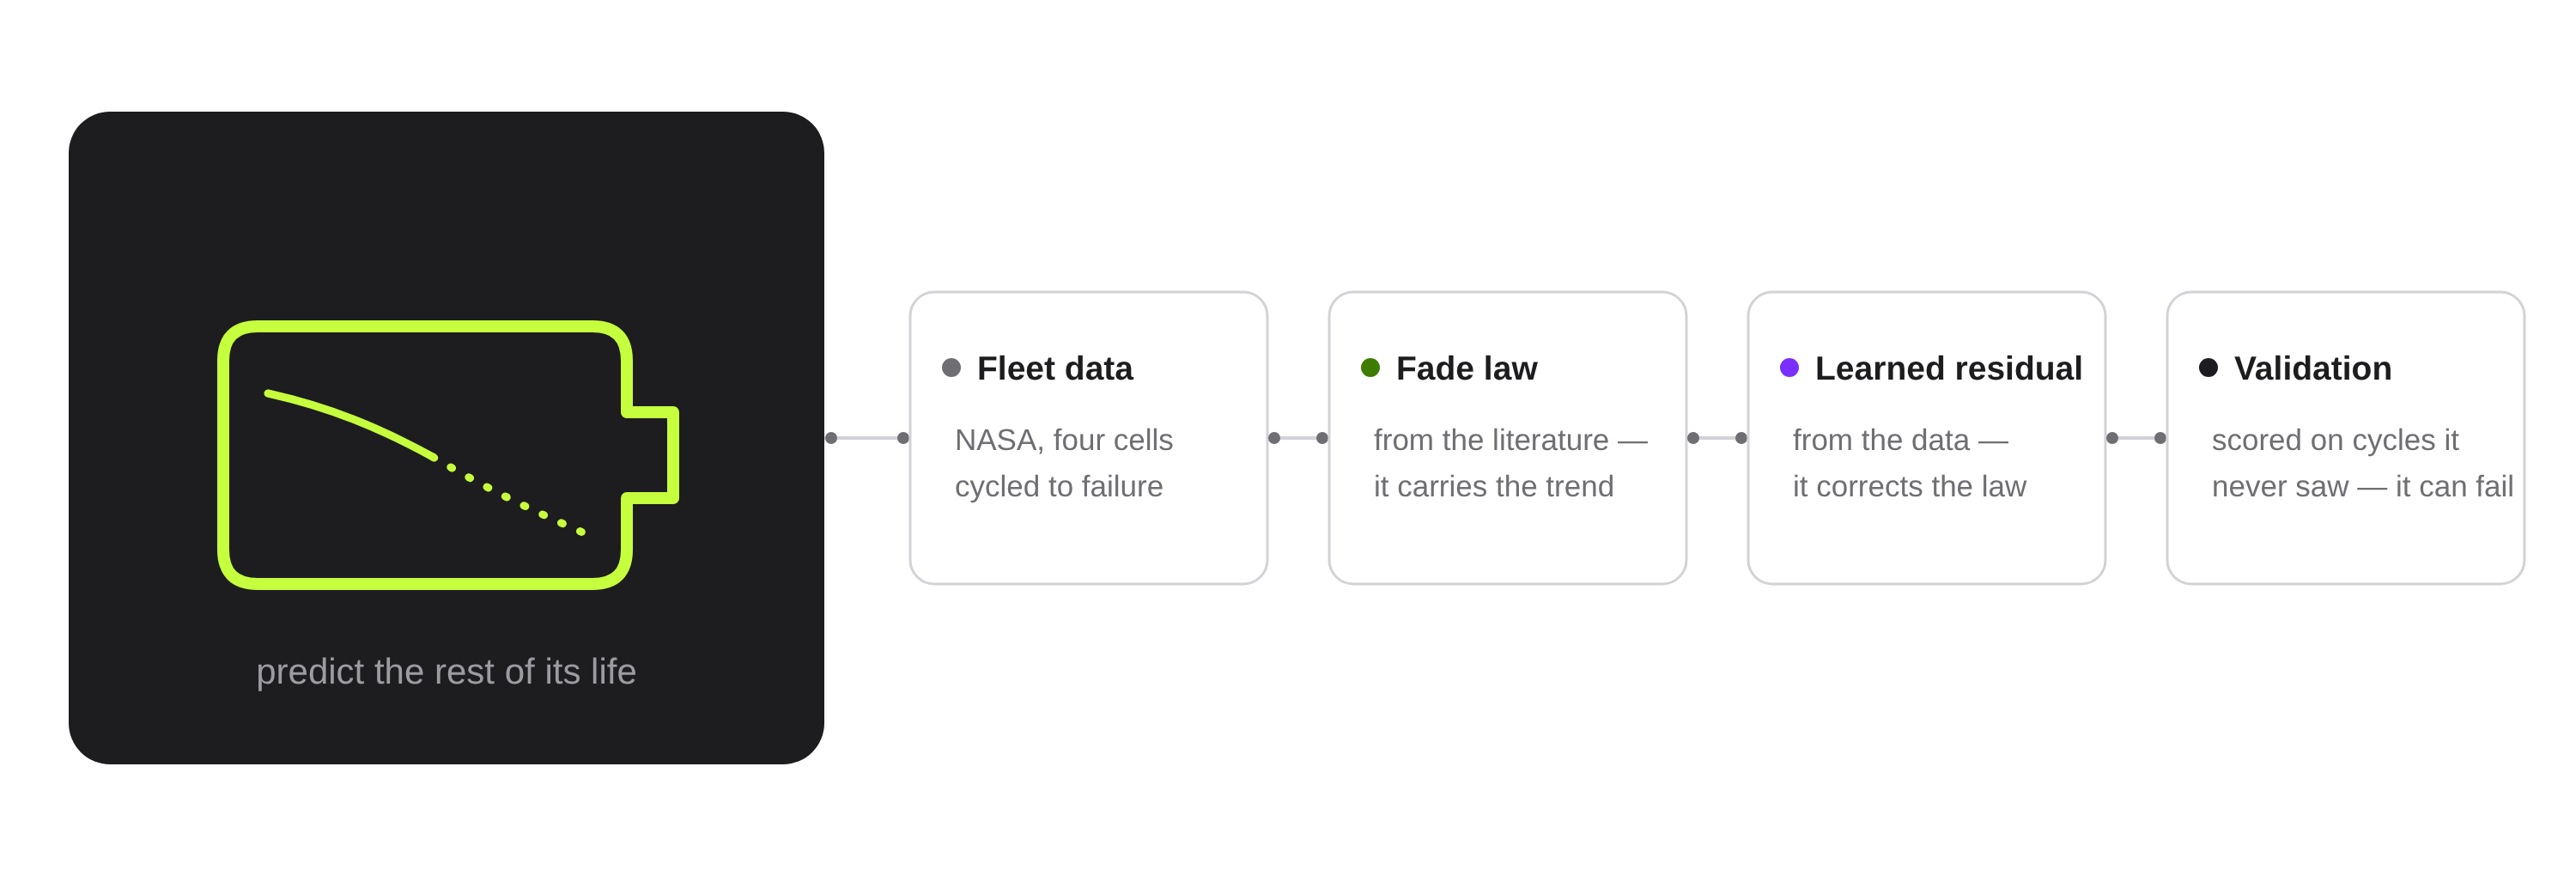 predict the rest of its life
Fleet data
NASA, four cells
cycled to failure
Fade law
from the literature —
it carries the trend
Learned residual
from the data —
it corrects the law
Validation
scored on cycles it
never saw — it can fail